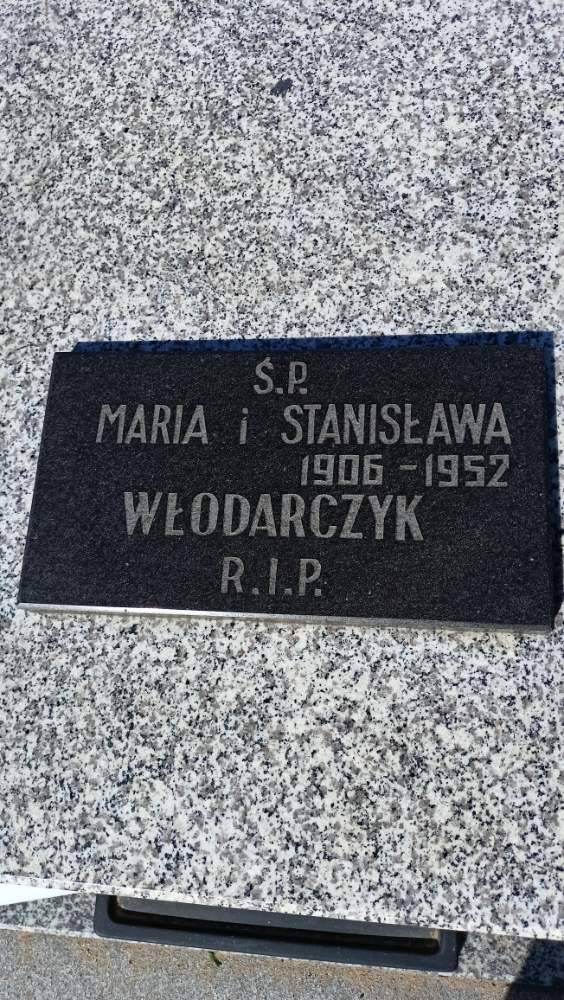 Ś.P.
MARIA i STANISŁAWA
1906 - 1952
WŁODARCZYK
R.I.P.